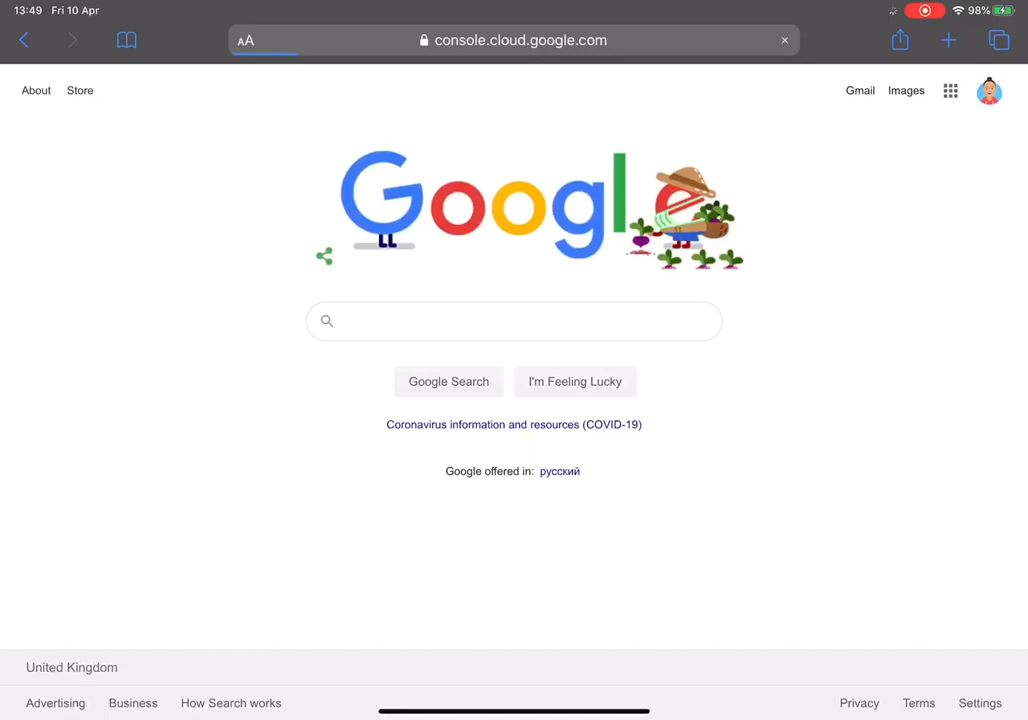 13:49 Fri 10 Apr
98%
AA
console.cloud.google.com
About Store
Gmail Images
Google
Google Search I'm Feeling Lucky
Coronavirus information and resources (COVID-19)
Google offered in: русский
United Kingdom
Advertising Business How Search works
Privacy Terms Settings